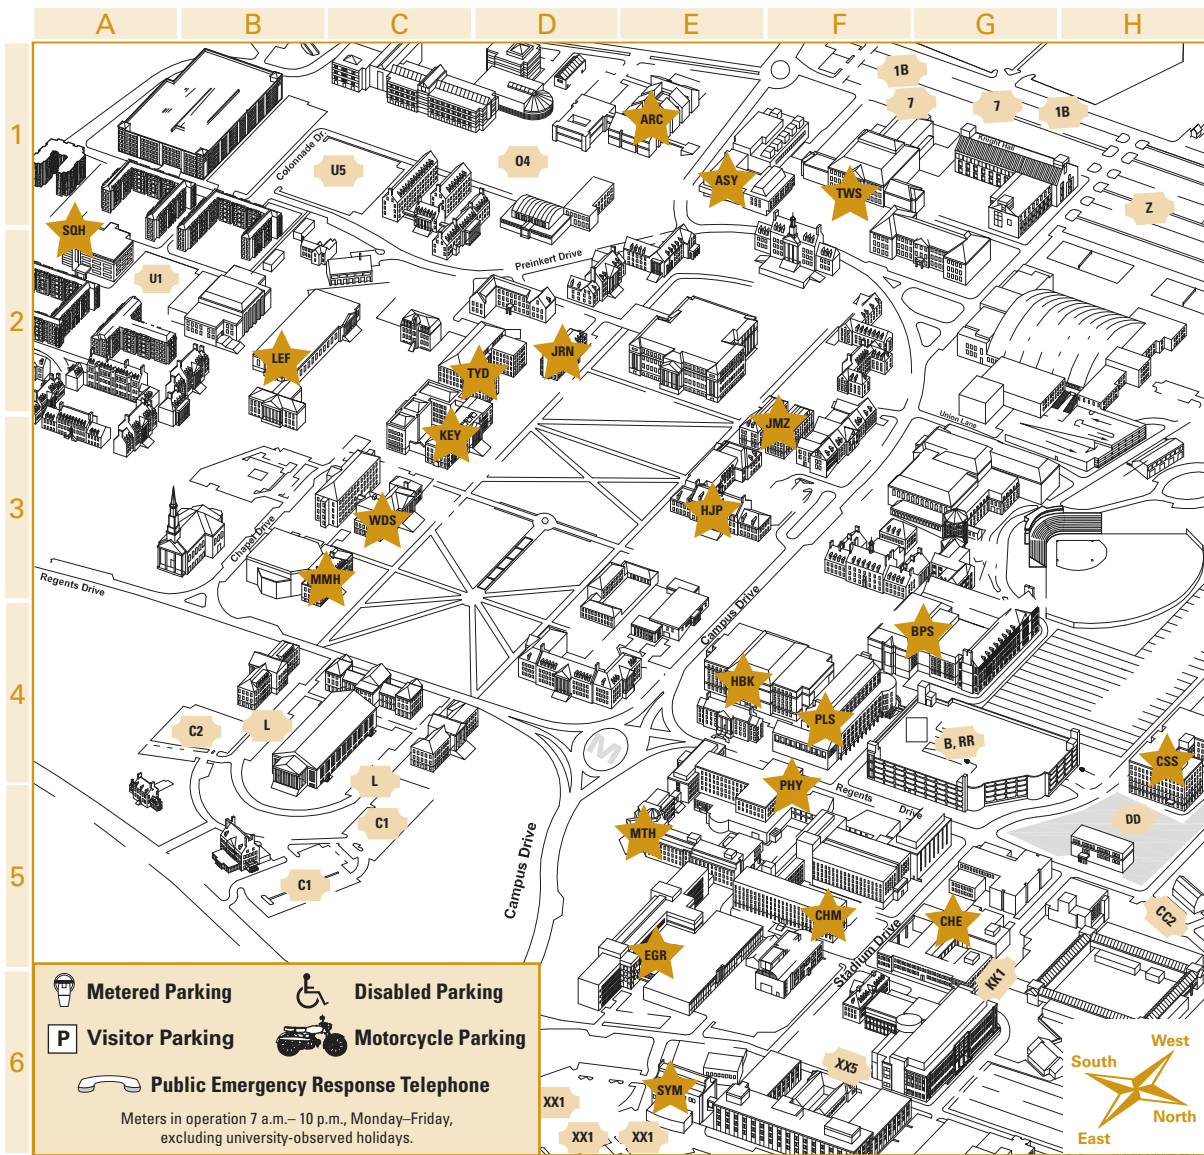 A B C D E F G H
1
2
3
4
5
6
1B
7
7
1B
ARC
Knight Hall
Colonnade Dr.
U5
O4
ASY
TWS
Z
SQH
U1
Preinkert Drive
LEF
TYD
JRN
KEY
JMZ
Union Lane
WDS
HJP
Chapel Drive
MMH
Regents Drive
Campus Drive
BPS
HBK
PLS
C2
L
M
B, RR
CSS
L
PHY
Regents Drive
C1
MTH
DD
Campus Drive
C1
CHM
CHE
CC2
Stadium Drive
EGR
KK1
XX5
SYM
XX1
XX1
XX1
Metered Parking
Disabled Parking
P Visitor Parking
Motorcycle Parking
Public Emergency Response Telephone
Meters in operation 7 a.m.– 10 p.m., Monday–Friday,
excluding university-observed holidays.
West
South
North
East